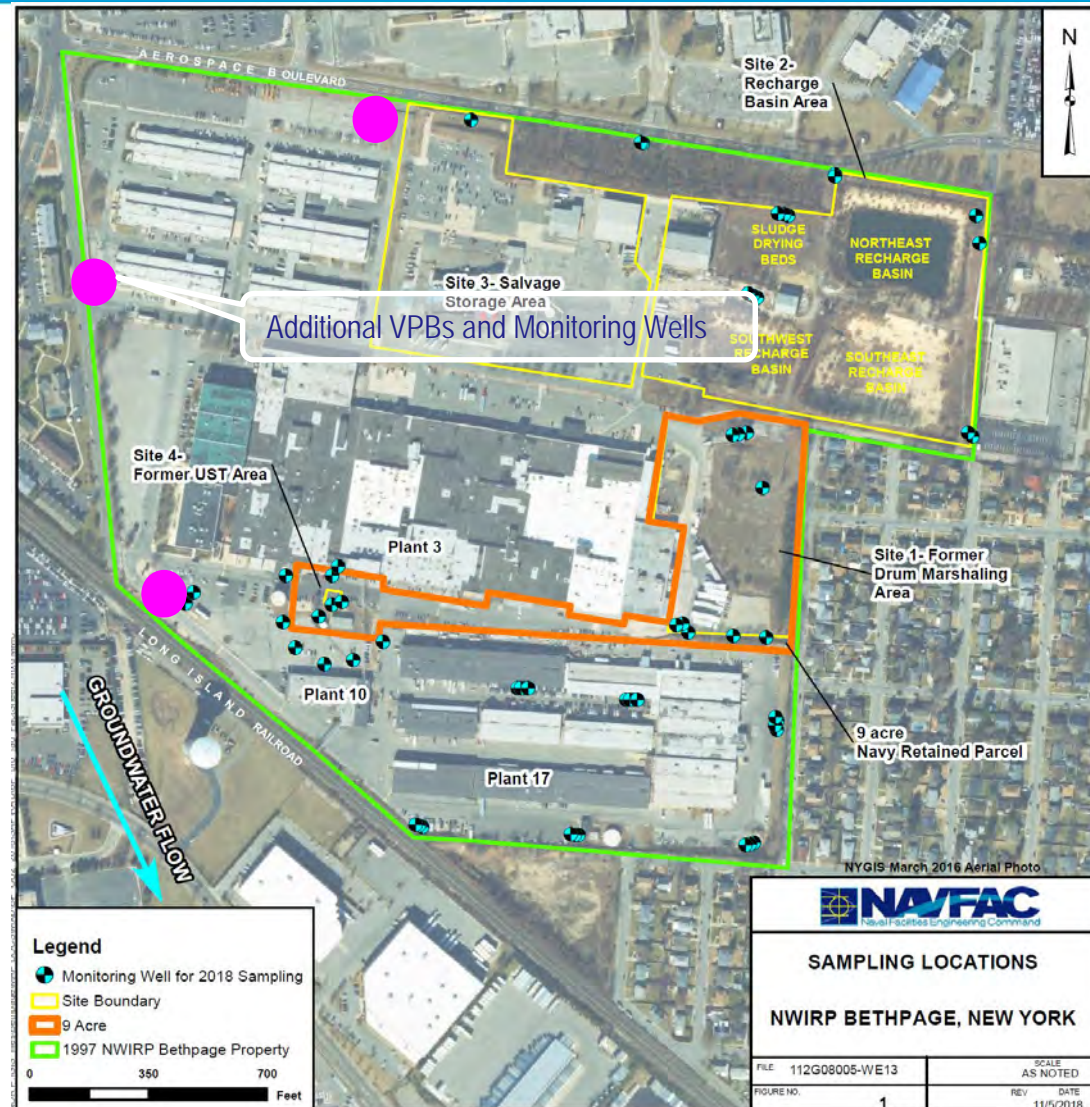 AEROSPACE BOULEVARD
N
Site 2-
Recharge
Basin Area
SLUDGE
DRYING
BEDS
NORTHEAST
RECHARGE
BASIN
Site 3- Salvage
Storage Area
Additional VPBs and Monitoring Wells
SOUTHWEST
RECHARGE
BASIN
SOUTHEAST
RECHARGE
BASIN
Site 4-
Former UST Area
Plant 3
Site 1- Former
Drum Marshaling
Area
LONG ISLAND RAILROAD
Plant 10
GROUNDWATER FLOW
9 acre
Navy Retained Parcel
Plant 17
NYGIS March 2016 Aerial Photo
Legend
Monitoring Well for 2018 Sampling
Site Boundary
9 Acre
1997 NWIRP Bethpage Property
0 350 700
Feet
NAVFAC
Naval Facilities Engineering Command
SAMPLING LOCATIONS
NWIRP BETHPAGE, NEW YORK
FILE 112G08005-WE13
SCALE
AS NOTED
FIGURE NO.
1
REV DATE
11/5/2018